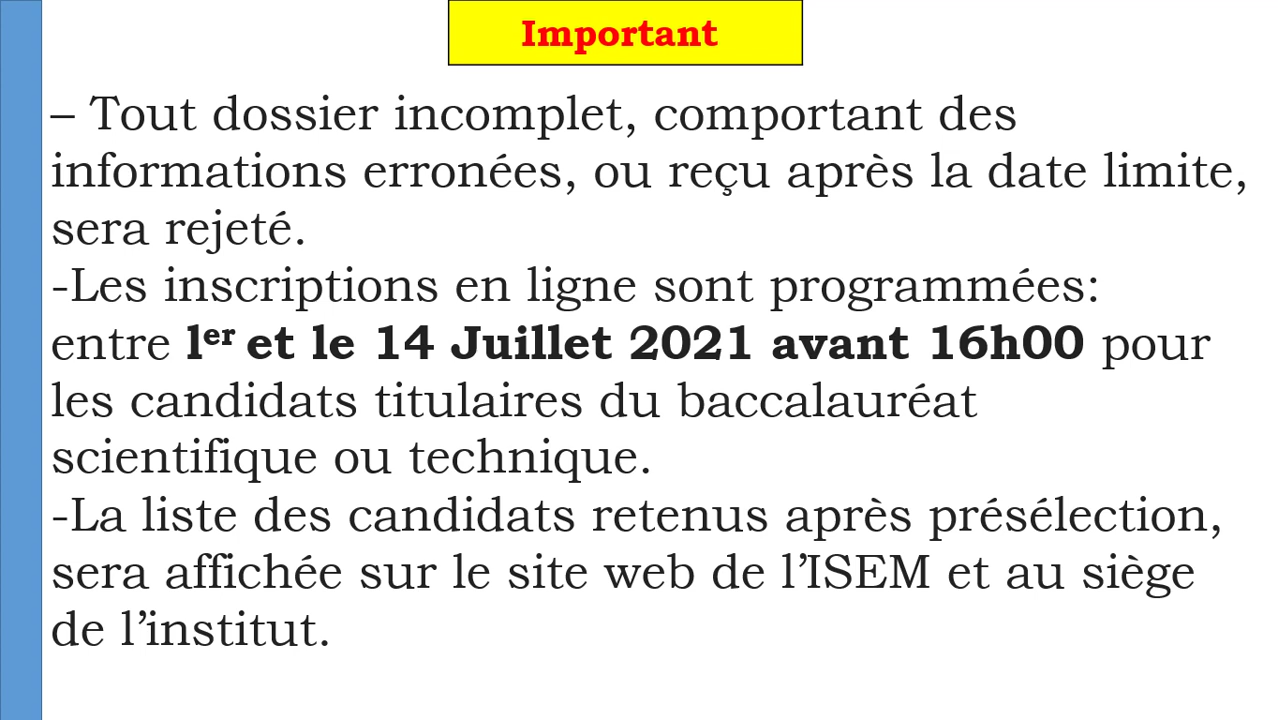 Important
– Tout dossier incomplet, comportant des
informations erronées, ou reçu après la date limite,
sera rejeté.
-Les inscriptions en ligne sont programmées:
entre 1er et le 14 Juillet 2021 avant 16h00 pour
les candidats titulaires du baccalauréat
scientifique ou technique.
-La liste des candidats retenus après présélection,
sera affichée sur le site web de l’ISEM et au siège
de l’institut.